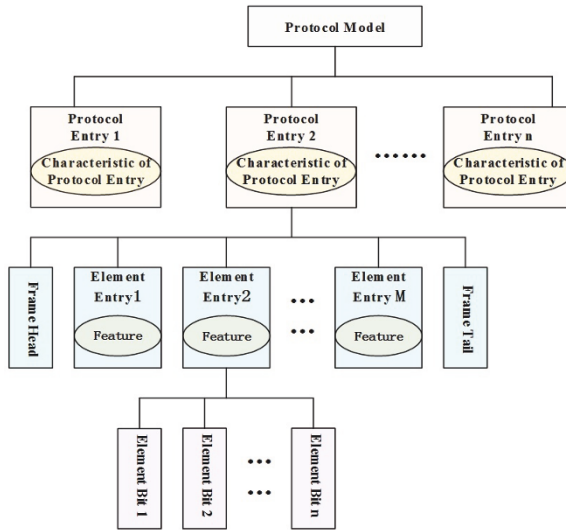 Protocol Model
Protocol
Entry 1
Characteristic of
Protocol Entry
Protocol
Entry 2
Characteristic of
Protocol Entry
••••••
Protocol
Entry n
Characteristic of
Protocol Entry
Frame Head
Element
Entry1
Feature
Element
Entry2
Feature
•••
•••
Element
Entry M
Feature
Frame Tail
Element Bit 1
Element Bit 2
•••
•••
Element Bit n